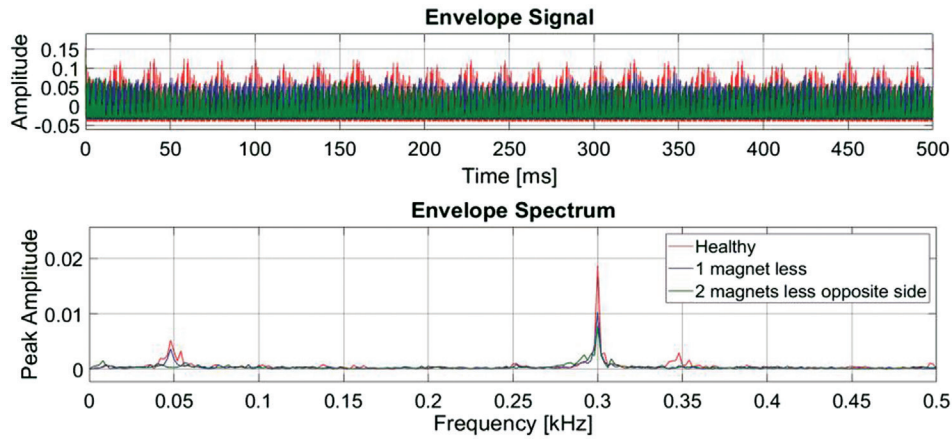 Envelope Signal
Amplitude
0.15
0.1
0.05
0
-0.05
0 50 100 150 200 250 300 350 400 450 500
Time [ms]
Envelope Spectrum
Peak Amplitude
0.02
0.01
0
Healthy
1 magnet less
2 magnets less opposite side
0 0.05 0.1 0.15 0.2 0.25 0.3 0.35 0.4 0.45 0.5
Frequency [kHz]